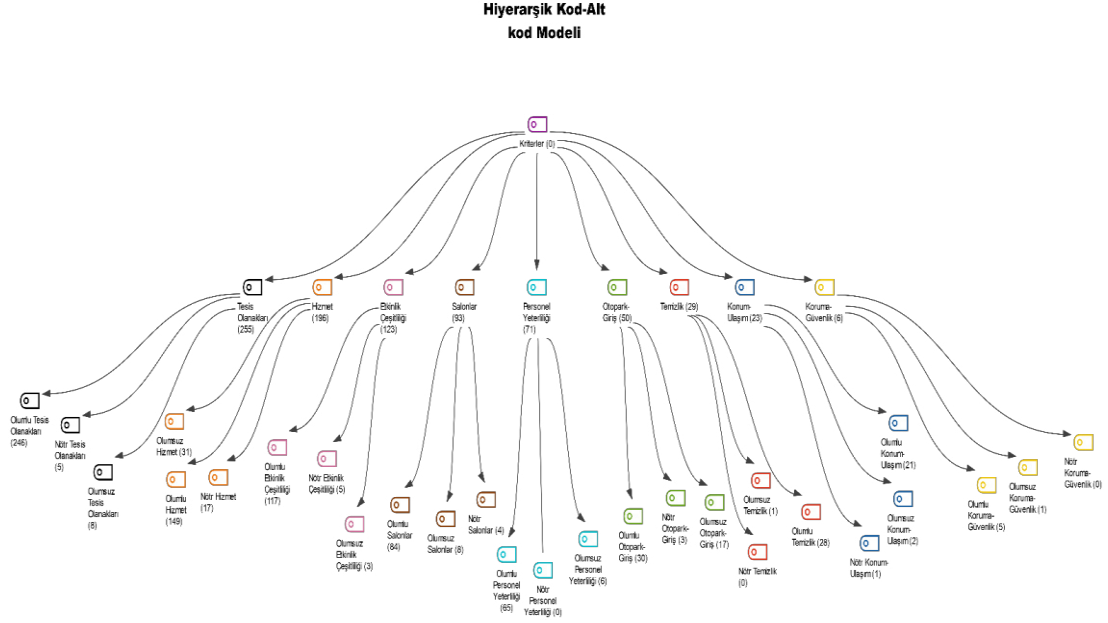 Hiyerarşik Kod-Alt
kod Modeli
Kriterler (0)
Tesis
Olanakları
(255)
Hizmet
(196)
Etkinlik
Çeşitliliği
(123)
Salonlar
(93)
Personel
Yeterliliği
(71)
Otopark-
Giriş (50)
Temizlik (29)
Konum-
Ulaşım (23)
Koruma-
Güvenlik (6)
Olumlu Tesis
Olanakları
(246)
Nötr Tesis
Olanakları
(5)
Olumsuz
Tesis
Olanakları
(8)
Olumsuz
Hizmet (31)
Olumlu
Hizmet
(149)
Nötr Hizmet
(17)
Olumlu
Etkinlik
Çeşitliliği
(117)
Nötr Etkinlik
Çeşitliliği (5)
Olumsuz
Etkinlik
Çeşitliliği (3)
Olumlu
Salonlar
(84)
Olumsuz
Salonlar (8)
Nötr
Salonlar (4)
Olumlu
Personel
Yeterliliği
(65)
Nötr
Personel
Yeterliliği (0)
Olumsuz
Personel
Yeterliliği (6)
Olumlu
Otopark-
Giriş (30)
Nötr
Otopark-
Giriş (3)
Olumsuz
Otopark-
Giriş (17)
Olumsuz
Temizlik (1)
Nötr Temizlik
(0)
Olumlu
Temizlik (28)
Olumlu
Konum-
Ulaşım (21)
Olumsuz
Konum-
Ulaşım (2)
Nötr Konum-
Ulaşım (1)
Olumlu
Koruma-
Güvenlik (5)
Olumsuz
Koruma-
Güvenlik (1)
Nötr
Koruma-
Güvenlik (0)